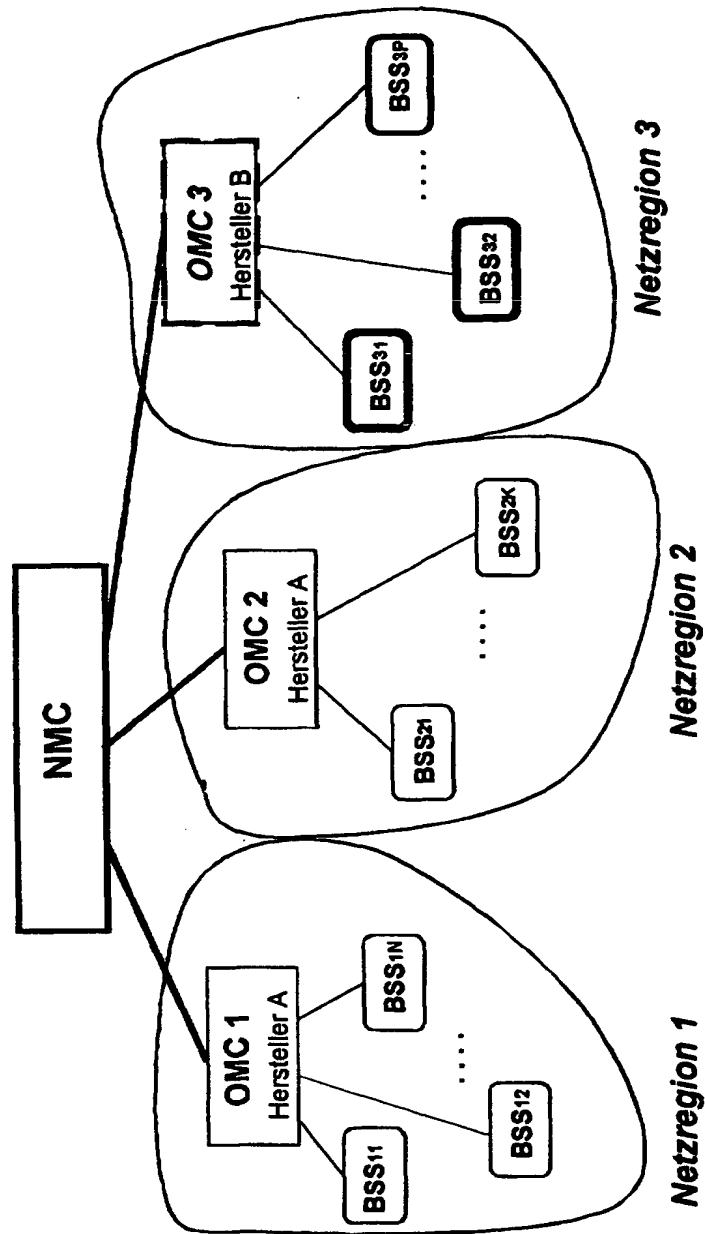 NMC
OMC 1
Hersteller A
BSS11
BSS12
....
BSS1N
Netzregion 1
OMC 2
Hersteller A
BSS21
....
BSS2K
Netzregion 2
OMC 3
Hersteller B
BSS31
BSS32
....
BSS3P
Netzregion 3